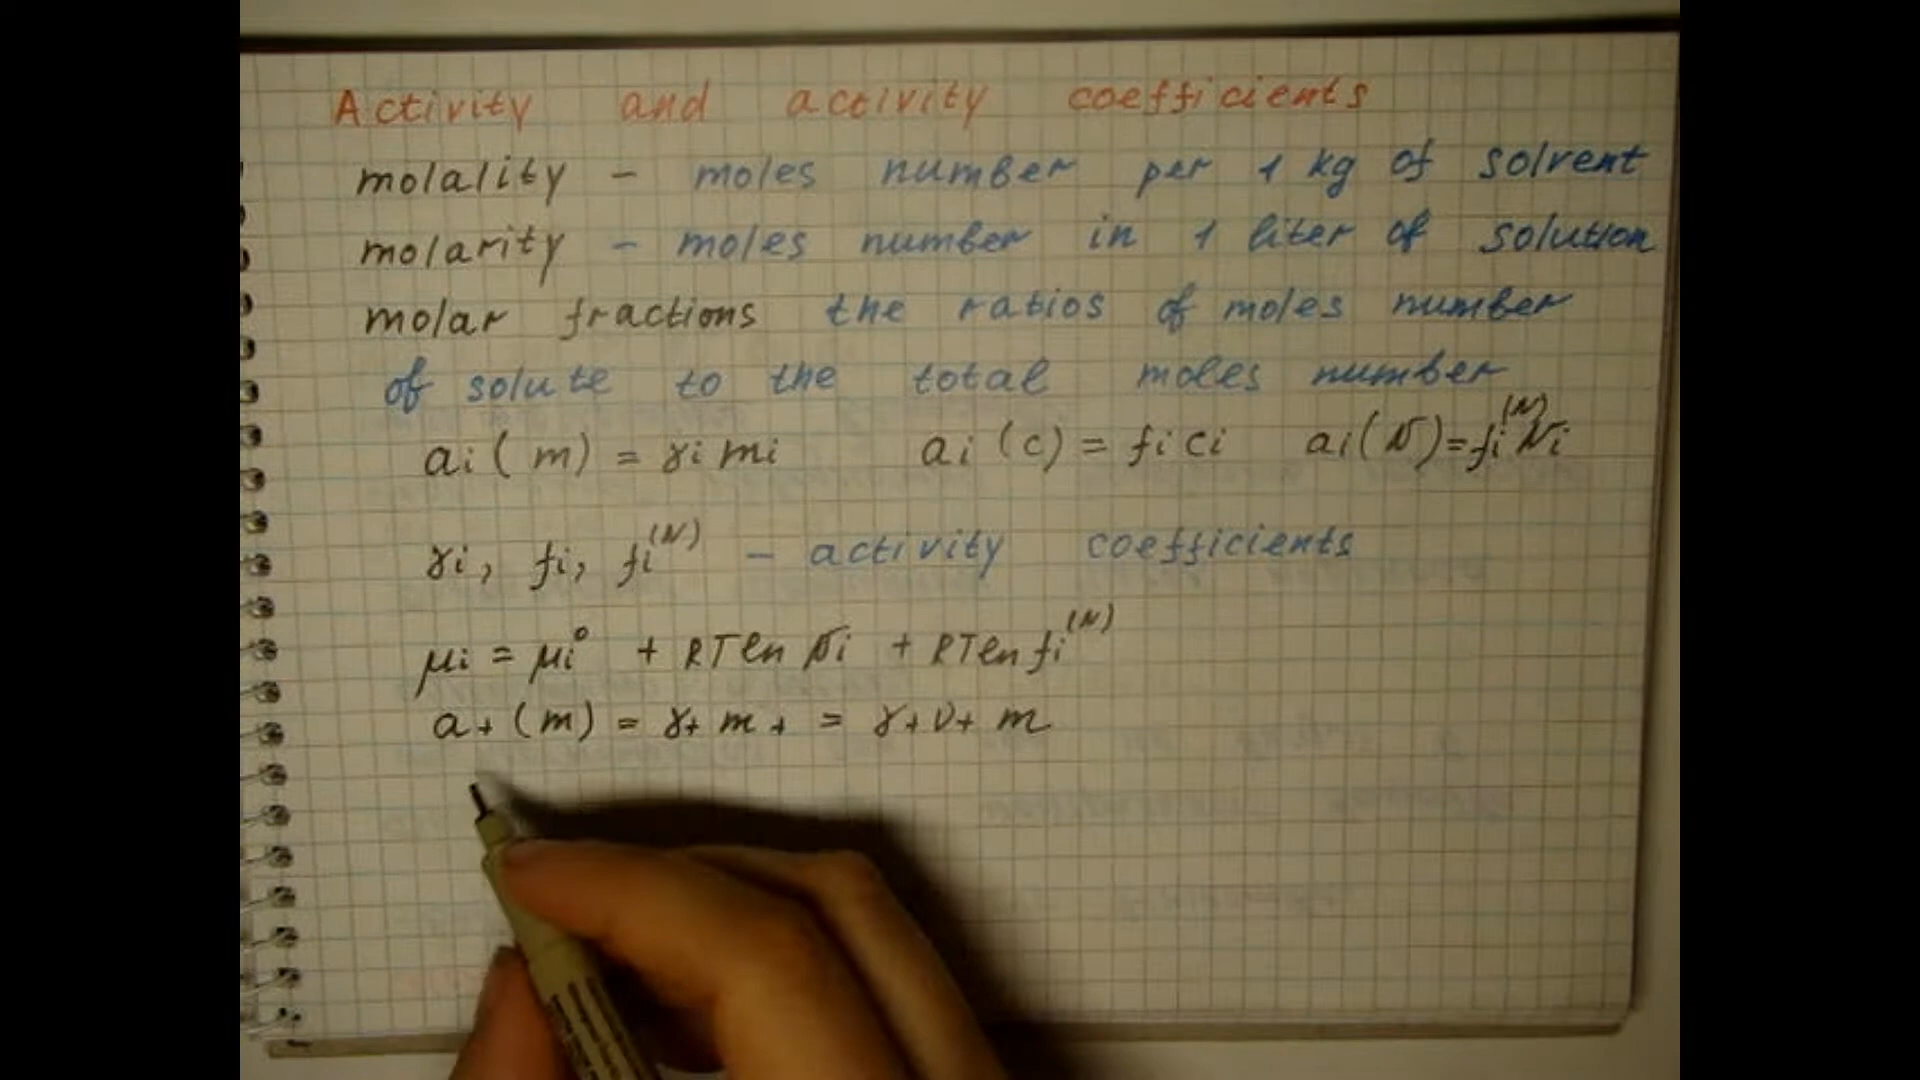 Activity and activity coefficients
molality - moles number per 1 kg of solvent
molarity - moles number in 1 liter of solution
molar fractions the ratios of moles number
of solute to the total moles number
ai(m) = γi mi ai(c) = fi ci ai(N)=fi(N)Ni
γi, fi, fi(N) - activity coefficients
μi = μi⁰ + RTln Ni + RTln fi(N)
a+(m) = γ+ m+ = γ+ν+ m